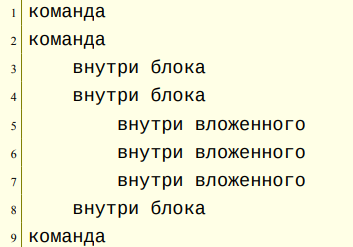 1 команда
2 команда
3     внутри блока
4     внутри блока
5         внутри вложенного
6         внутри вложенного
7         внутри вложенного
8     внутри блока
9 команда